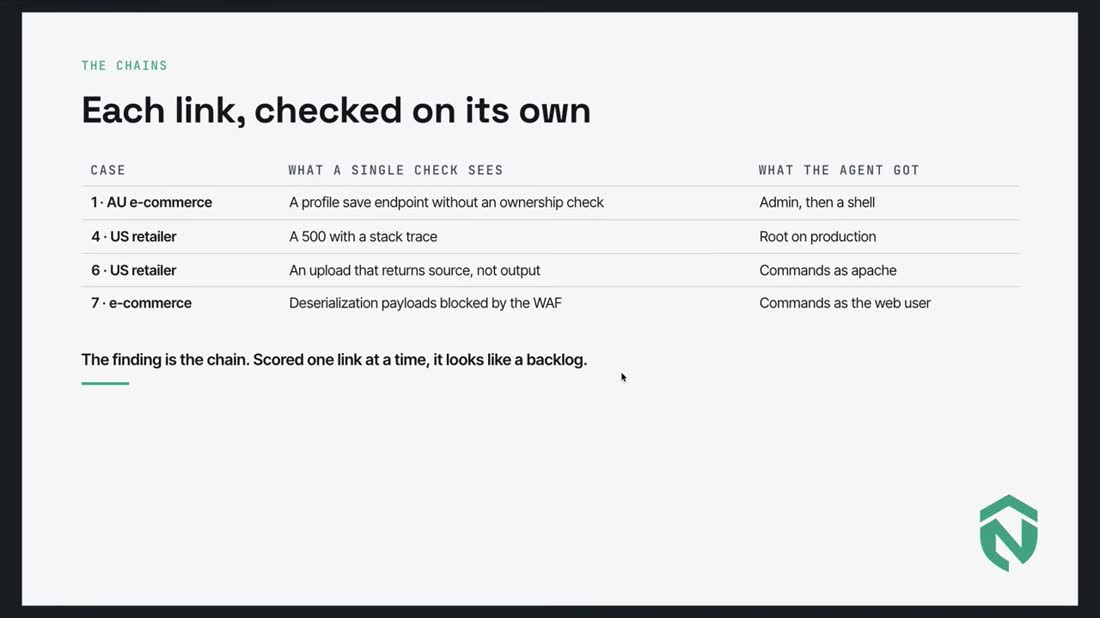 THE CHAINS
Each link, checked on its own
CASE WHAT A SINGLE CHECK SEES WHAT THE AGENT GOT
1 · AU e-commerce A profile save endpoint without an ownership check Admin, then a shell
4 · US retailer A 500 with a stack trace Root on production
6 · US retailer An upload that returns source, not output Commands as apache
7 · e-commerce Deserialization payloads blocked by the WAF Commands as the web user
The finding is the chain. Scored one link at a time, it looks like a backlog.